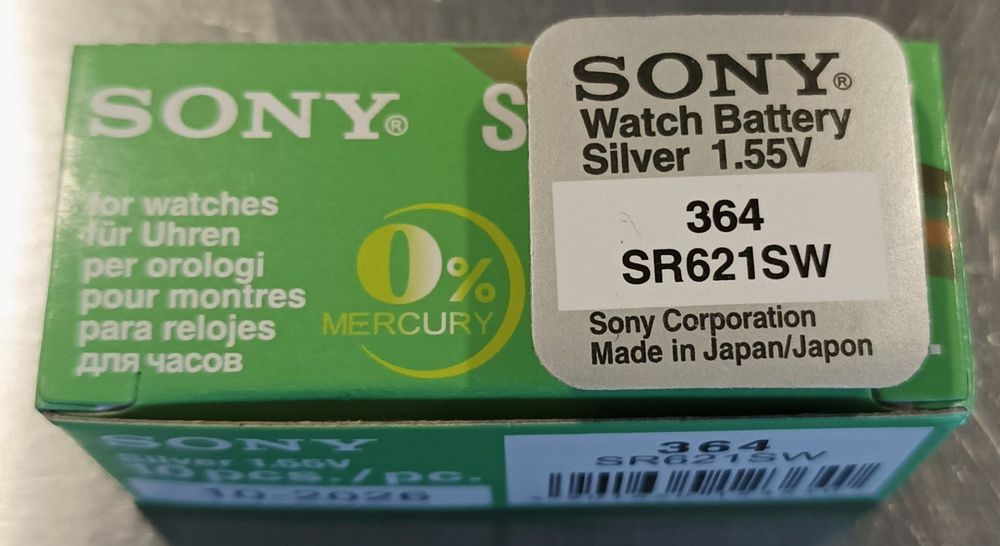 SONY®
for watches
für Uhren
per orologi
pour montres
para relojes
для часов
0%
MERCURY
S
SONY®
Watch Battery
Silver 1.55V
364
SR621SW
Sony Corporation
Made in Japan/Japon
SONY
Silver 1.55V
10 pcs./pc.
10-2026
364
SR621SW